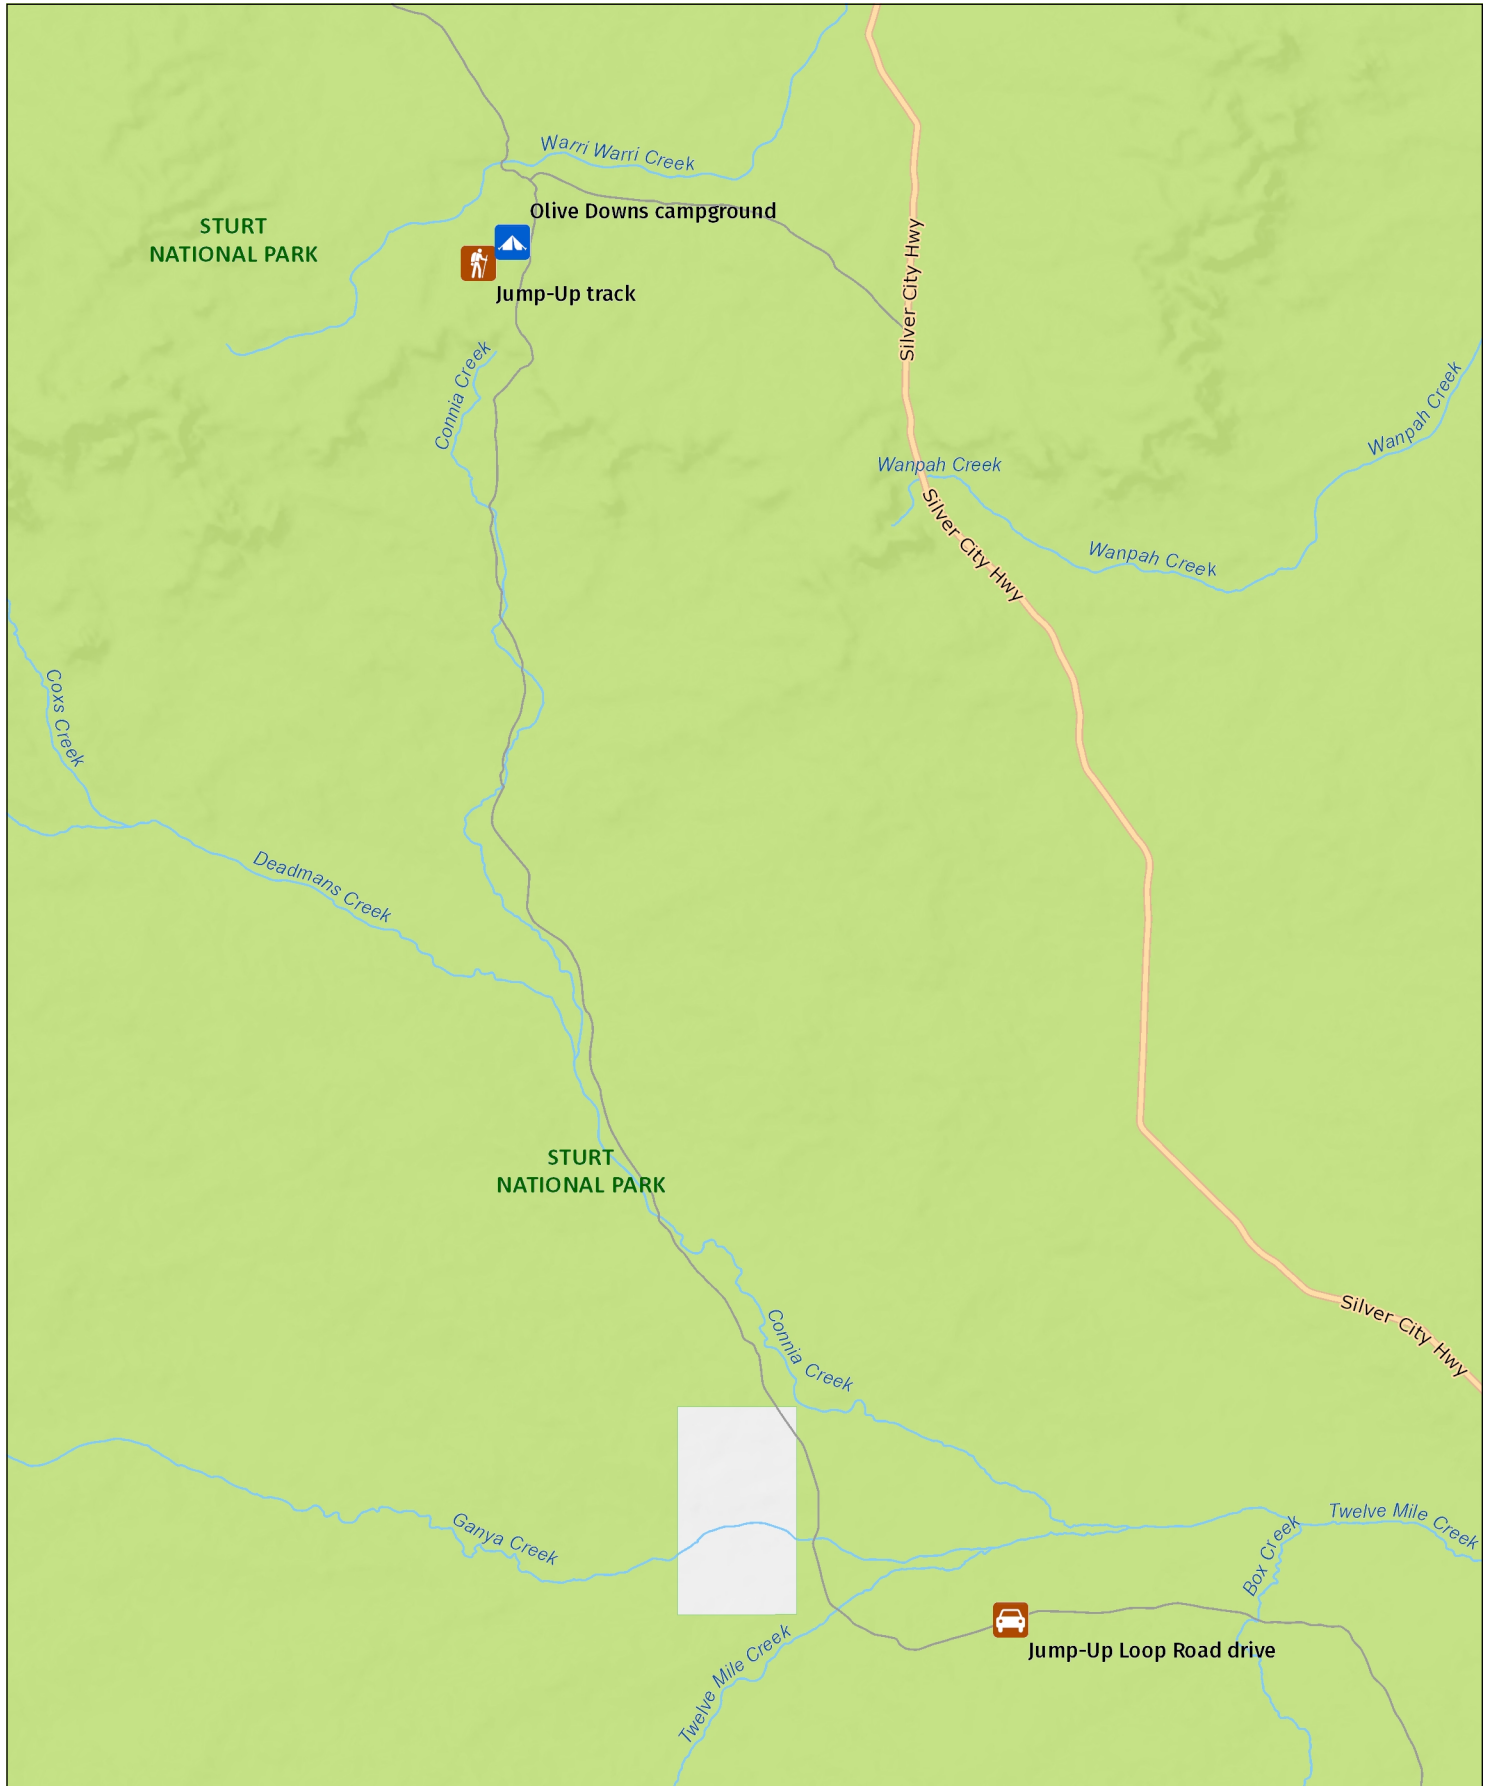 Warri Warri Creek
Olive Downs campground
STURT
NATIONAL PARK
Jump-Up track
Silver City Hwy
Connia Creek
Wanpah Creek
Wanpah Creek
Silver City Hwy
Wanpah Creek
Coxs Creek
Deadmans Creek
STURT
NATIONAL PARK
Silver City Hwy
Connia Creek
Ganya Creek
Twelve Mile Creek
Box Creek
Twelve Mile Creek
Jump-Up Loop Road drive